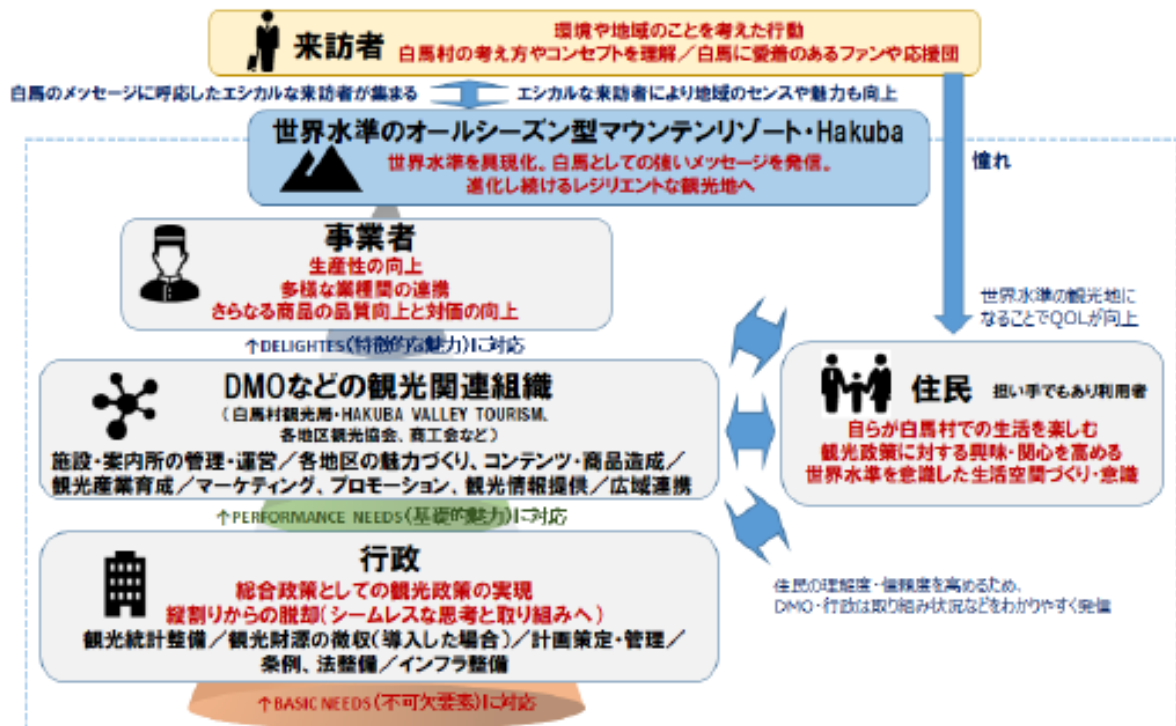 来訪者
環境や地域のことを考えた行動
白馬村の考え方やコンセプトを理解／白馬に愛着のあるファンや応援団
白馬のメッセージに呼応したエシカルな来訪者が集まる
エシカルな来訪者により地域のセンスや魅力も向上
世界水準のオールシーズン型マウンテンリゾート・Hakuba
世界水準を具現化。白馬としての強いメッセージを発信。
進化し続けるレジリエントな観光地へ
憧れ
事業者
生産性の向上
多様な業種間の連携
さらなる商品の品質向上と対価の向上
↑DELIGHTES(特徴的な魅力)に対応
世界水準の観光地に
なることでQOLが向上
DMOなどの観光関連組織
(白馬村観光局・HAKUBA VALLEY TOURISM、
各地区観光協会、商工会など)
施設・案内所の管理・運営／各地区の魅力づくり、コンテンツ・商品造成／
観光産業育成／マーケティング、プロモーション、観光情報提供／広域連携
↑PERFORMANCE NEEDS(基礎的魅力)に対応
住民 担い手でもあり利用者
自らが白馬村での生活を楽しむ
観光政策に対する興味・関心を高める
世界水準を意識した生活空間づくり・意識
行政
総合政策としての観光政策の実現
縦割りからの脱却(シームレスな思考と取り組みへ)
観光統計整備／観光財源の徴収(導入した場合)／計画策定・管理／
条例、法整備／インフラ整備
↑BASIC NEEDS(不可欠要素)に対応
住民の理解度・信頼度を高めるため、
DMO・行政は取り組み状況などをわかりやすく発信